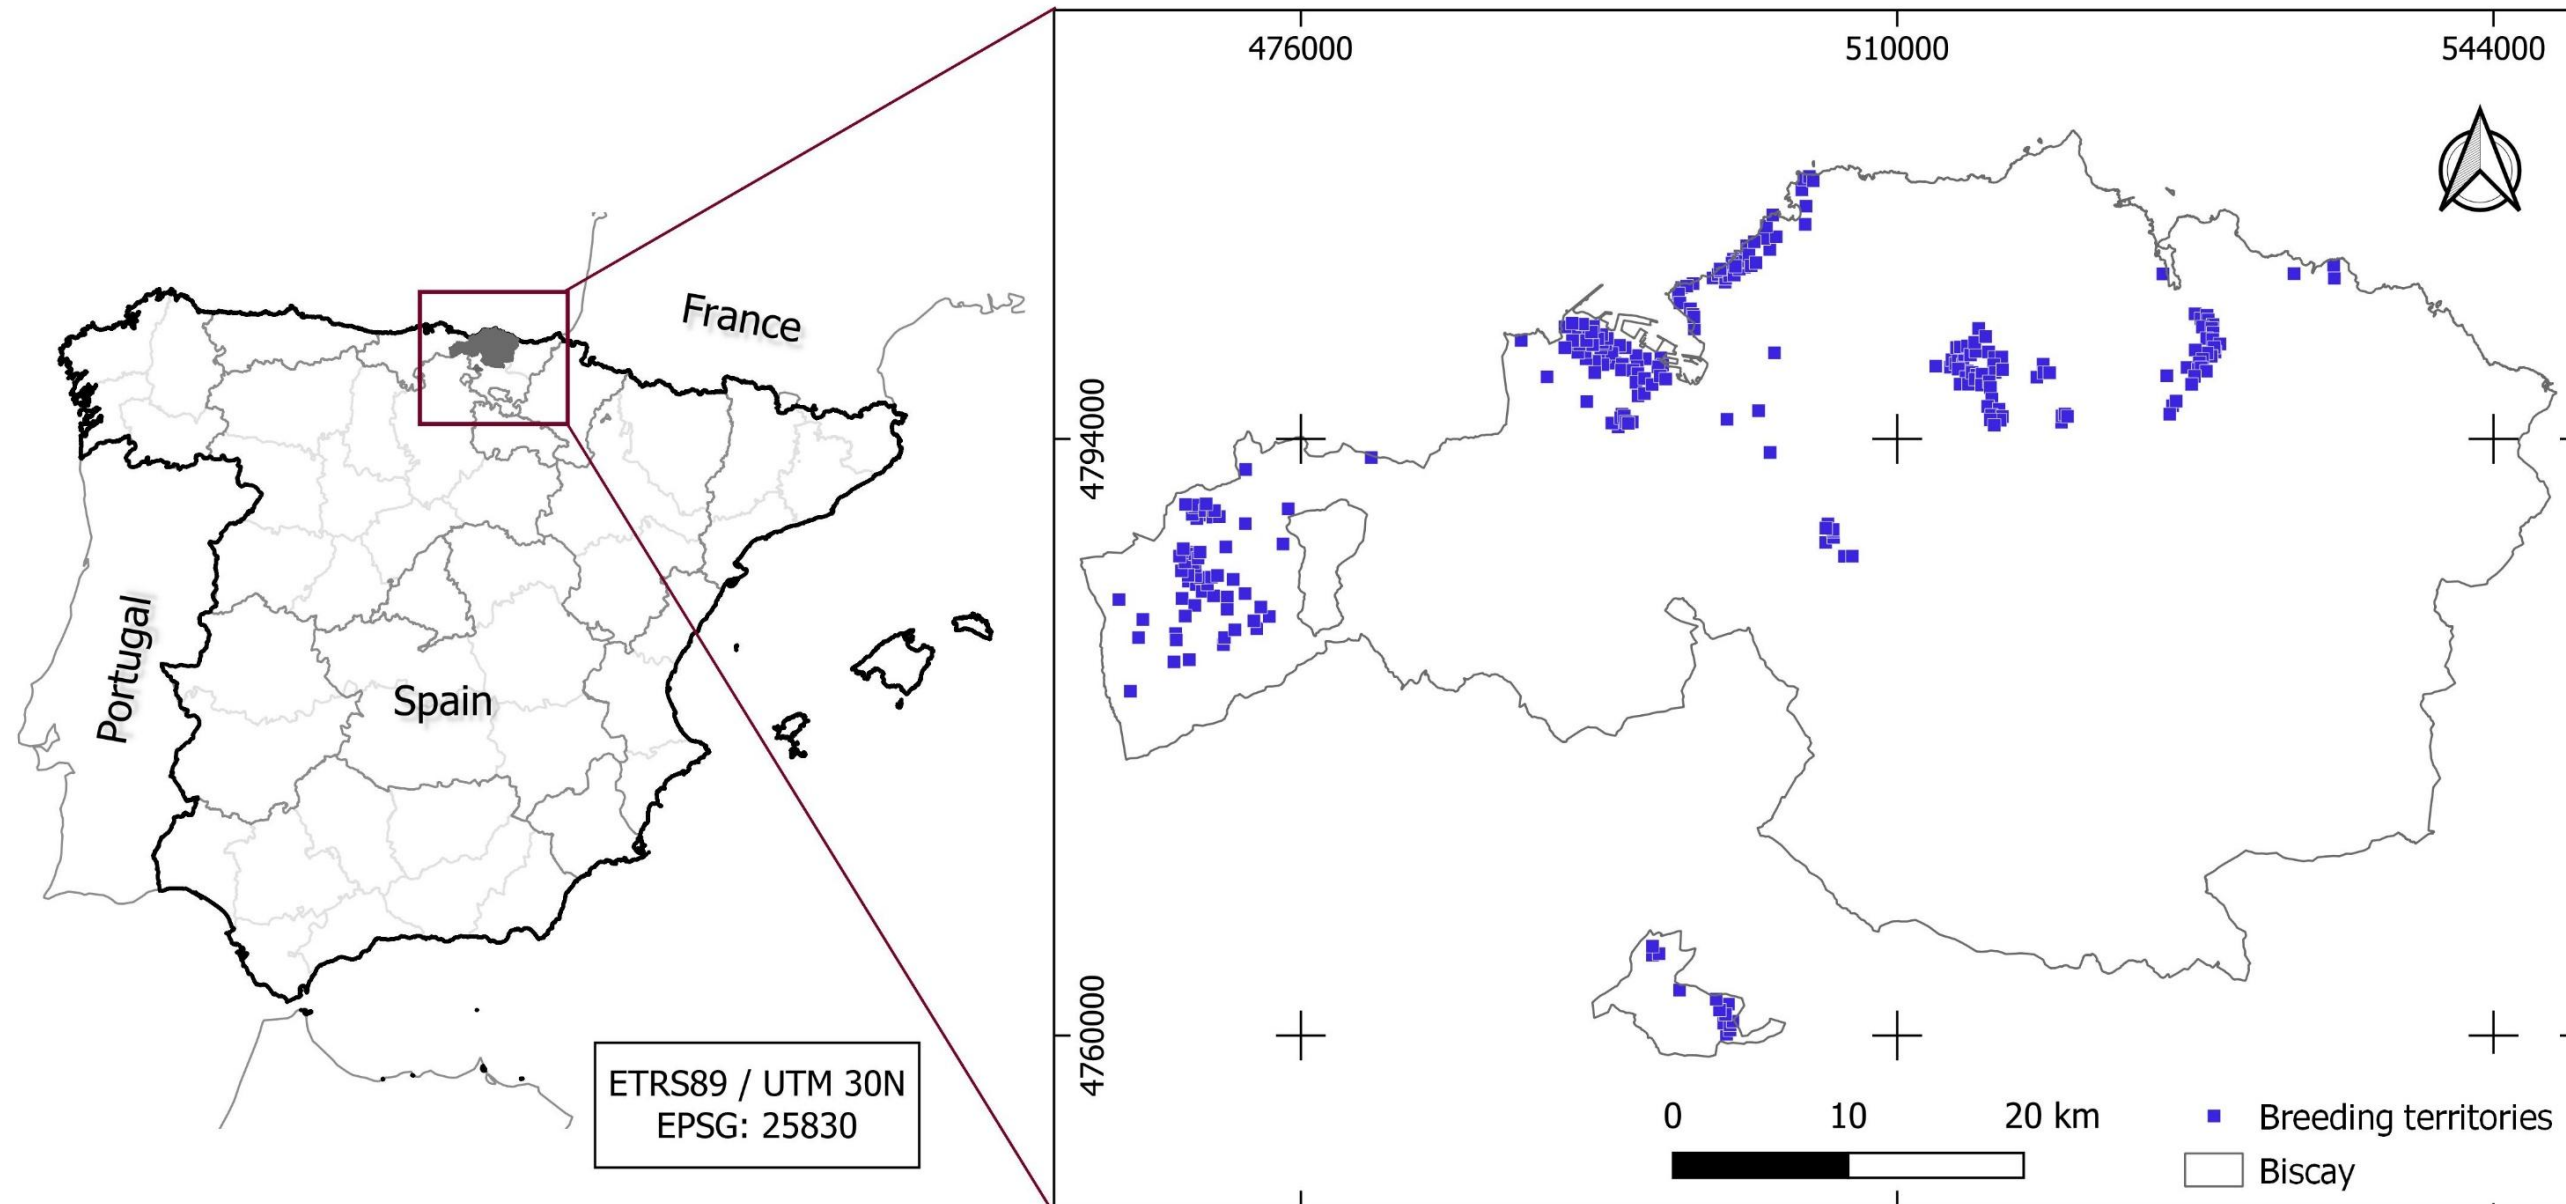 476000
510000
544000
France
4794000
Portugal
Spain
4760000
ETRS89 / UTM 30N
EPSG: 25830
0 10 20 km
Breeding territories
Biscay